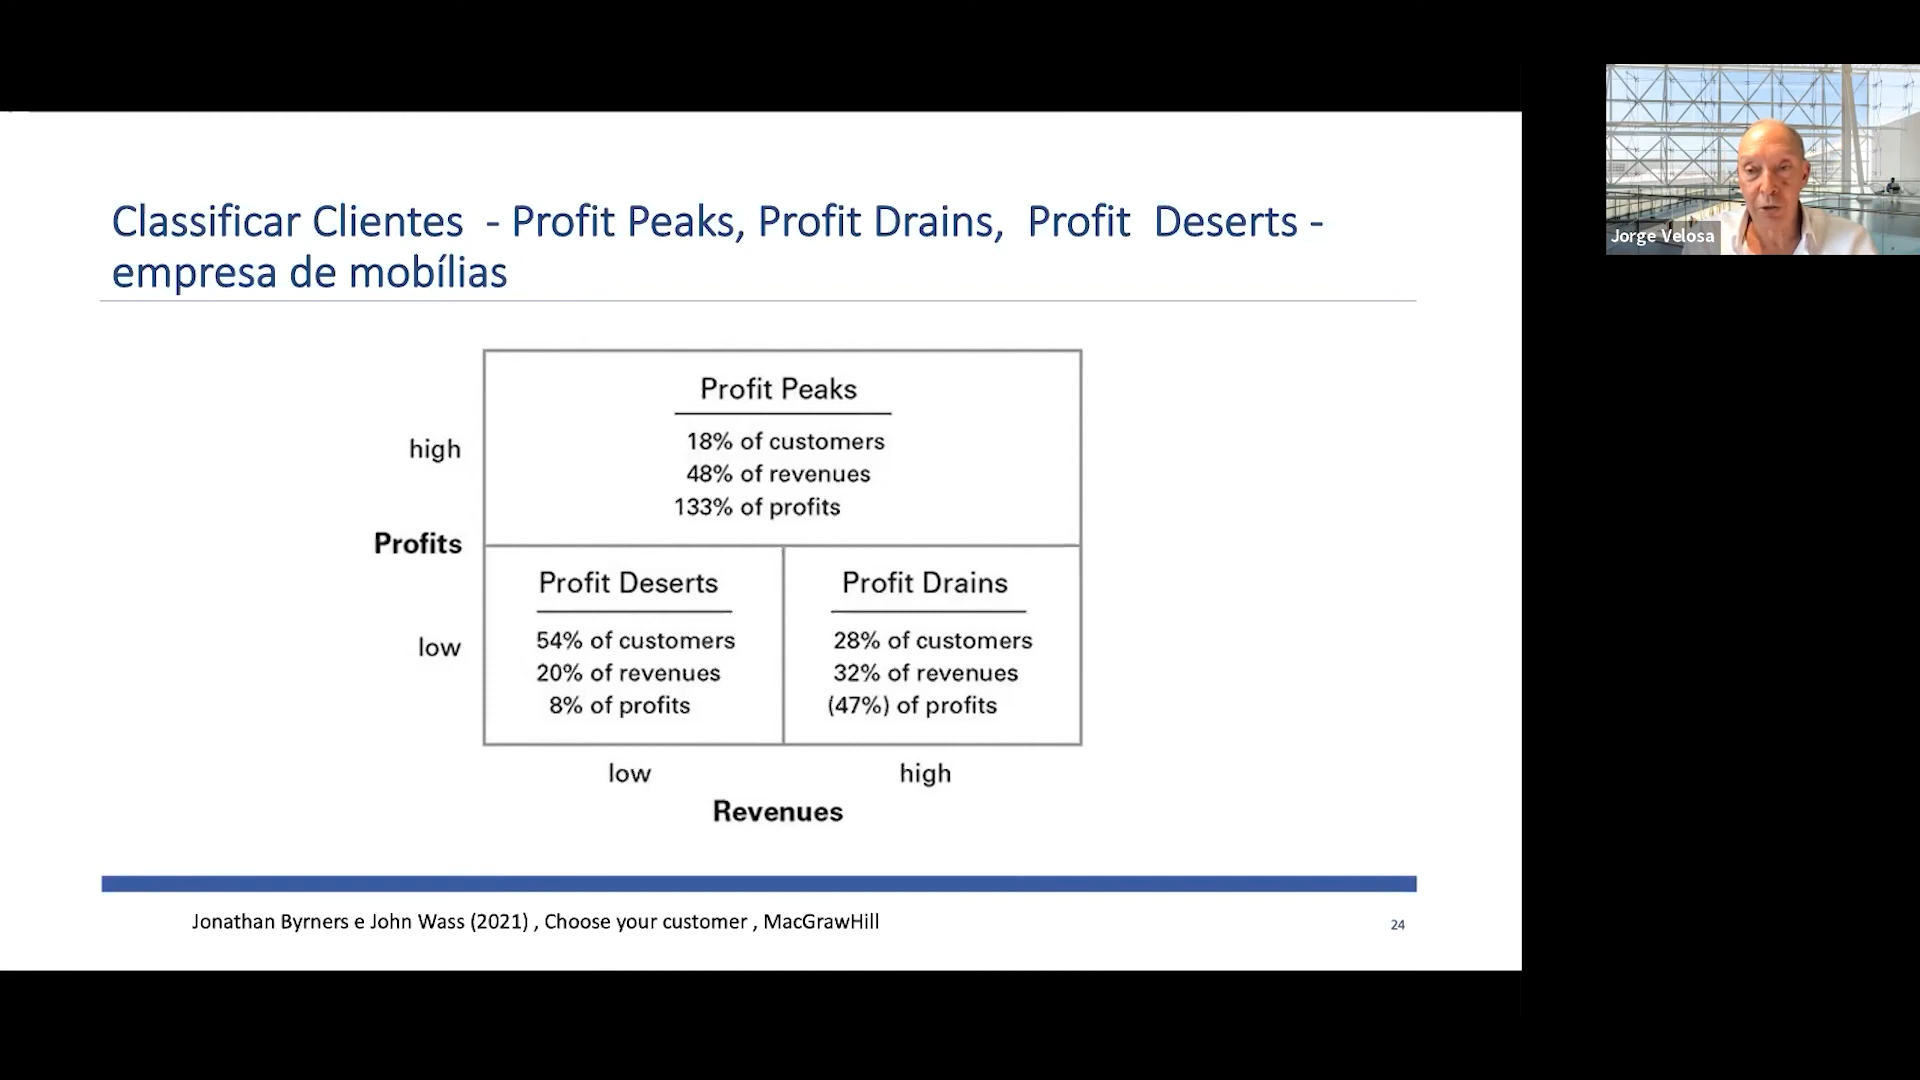 Classificar Clientes - Profit Peaks, Profit Drains, Profit Deserts -
empresa de mobílias
Jorge Velosa
Profit Peaks
18% of customers
48% of revenues
133% of profits
high
Profits
low
Profit Deserts
54% of customers
20% of revenues
8% of profits
Profit Drains
28% of customers
32% of revenues
(47%) of profits
low
high
Revenues
Jonathan Byrners e John Wass (2021) , Choose your customer , MacGrawHill
24